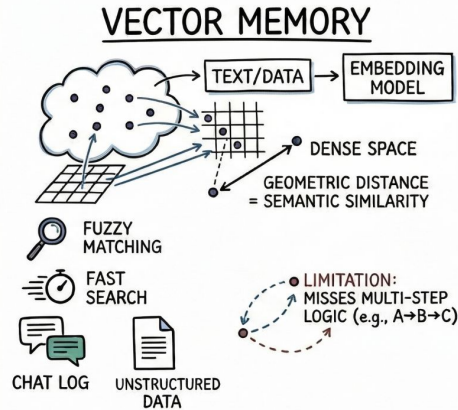 VECTOR MEMORY
TEXT/DATA
EMBEDDING
MODEL
DENSE SPACE
GEOMETRIC DISTANCE
= SEMANTIC SIMILARITY
FUZZY
MATCHING
FAST
SEARCH
CHAT LOG
UNSTRUCTURED
DATA
LIMITATION:
MISSES MULTI-STEP
LOGIC (e.g., A→B→C)